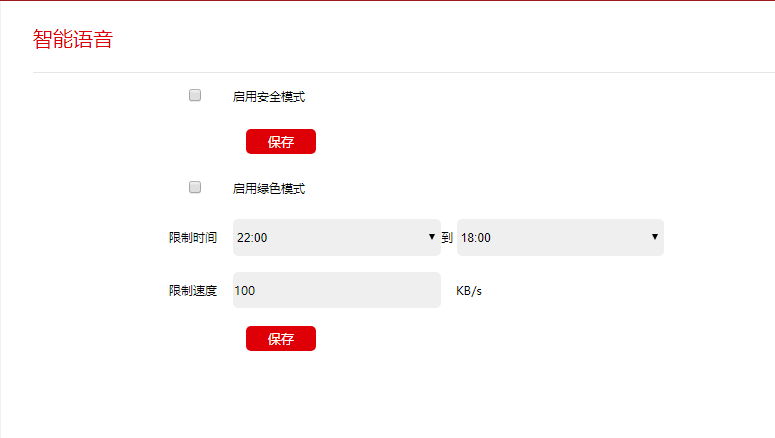 智能语音
启用安全模式
保存
启用绿色模式
限制时间 22:00 到 18:00
限制速度 100 KB/s
保存